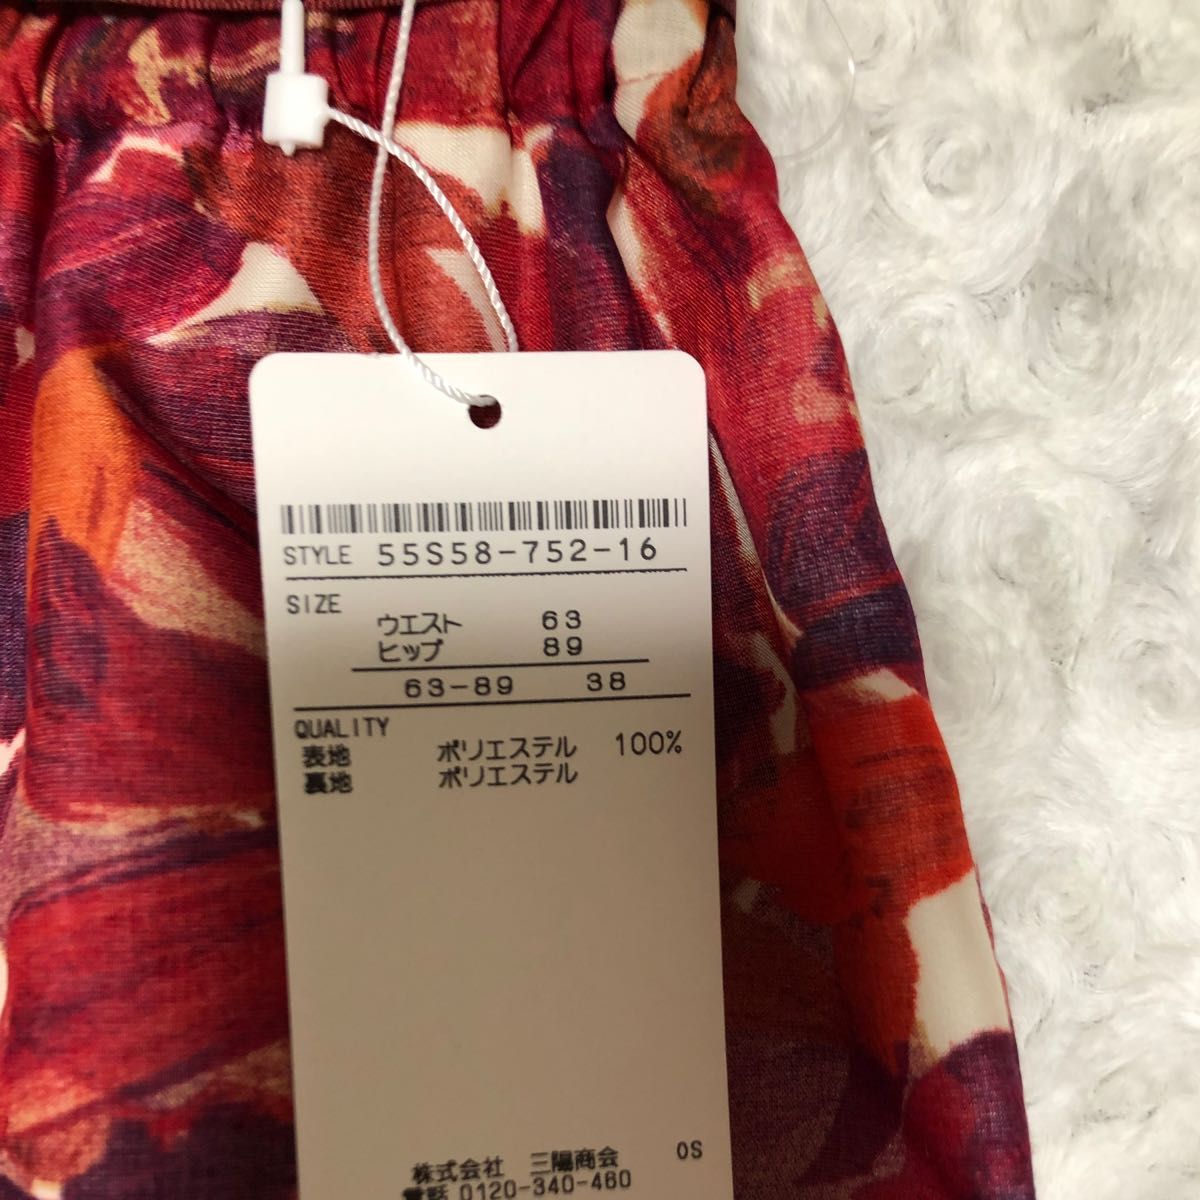 STYLE 55S58-752-16
SIZE
ウエスト 63
ヒップ 89
63-89 38
QUALITY
表地 ポリエステル 100%
裏地 ポリエステル
株式会社 三陽商会 OS
電話 0120-340-460